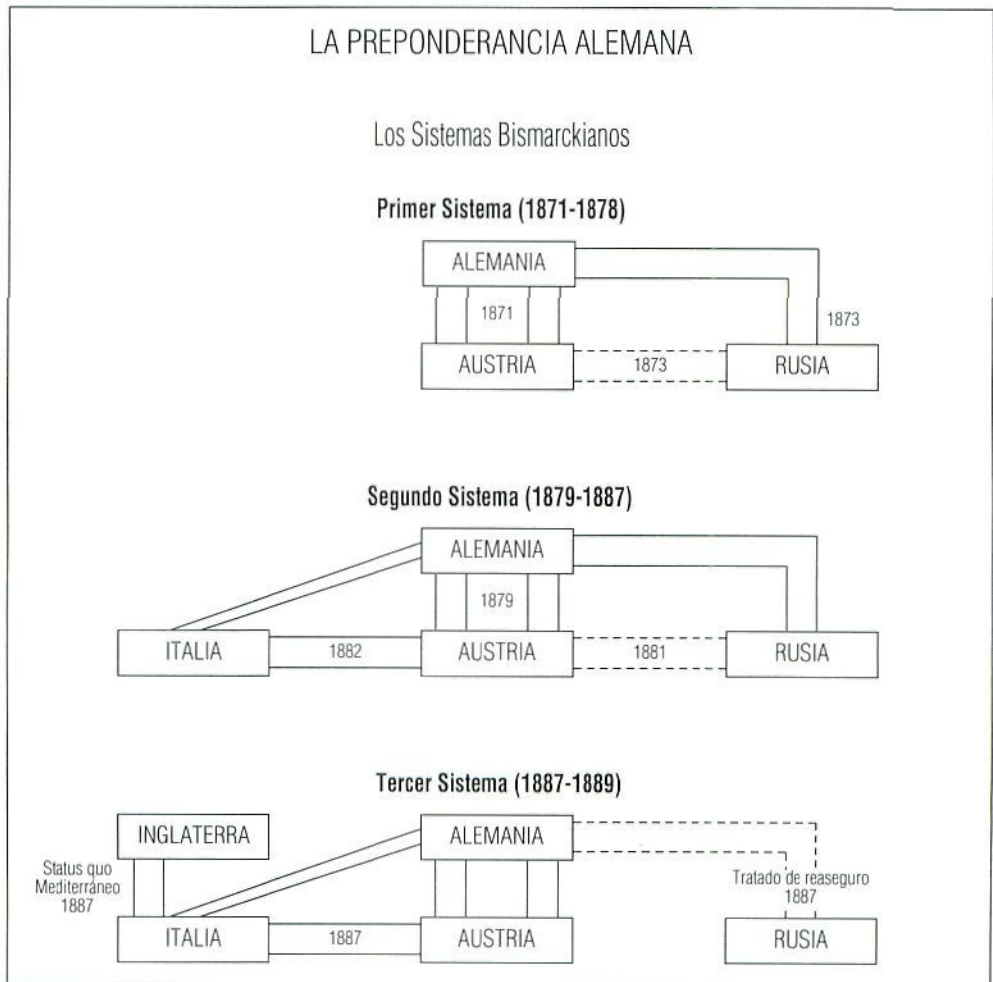 LA PREPONDERANCIA ALEMANA
Los Sistemas Bismarckianos
Primer Sistema (1871-1878)
ALEMANIA
1871
1873
AUSTRIA
1873
RUSIA
Segundo Sistema (1879-1887)
ALEMANIA
1879
ITALIA
1882
AUSTRIA
1881
RUSIA
Tercer Sistema (1887-1889)
INGLATERRA
ALEMANIA
Status quo
Mediterráneo
1887
Tratado de reaseguro
1887
ITALIA
1887
AUSTRIA
RUSIA